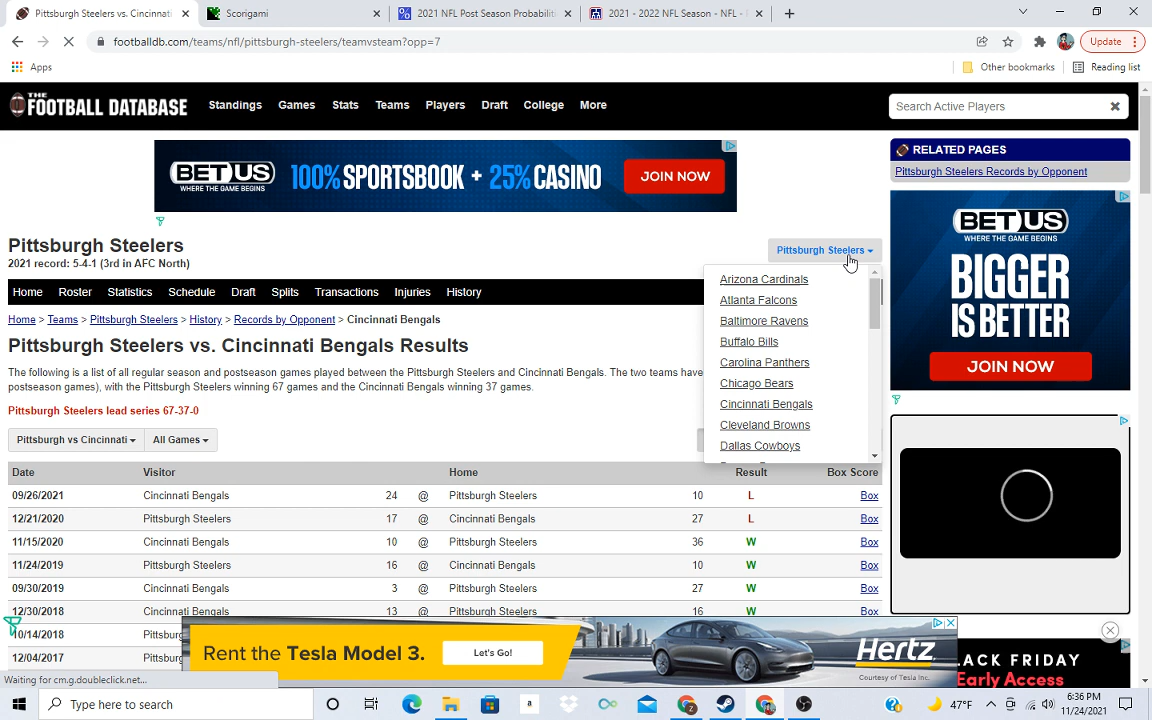 Pittsburgh Steelers vs. Cincinnati
Scorigami
2021 NFL Post Season Probabiliti
2021 - 2022 NFL Season - NFL -
footballdb.com/teams/nfl/pittsburgh-steelers/teamvsteam?opp=7
Update
Apps
Other bookmarks
Reading list
THE FOOTBALL DATABASE
Standings Games Stats Teams Players Draft College More
Search Active Players
BETUS
WHERE THE GAME BEGINS
100% SPORTSBOOK + 25% CASINO
JOIN NOW
RELATED PAGES
Pittsburgh Steelers Records by Opponent
BETUS
WHERE THE GAME BEGINS
BIGGER
IS BETTER
JOIN NOW
Pittsburgh Steelers
2021 record: 5-4-1 (3rd in AFC North)
Pittsburgh Steelers
Arizona Cardinals
Atlanta Falcons
Baltimore Ravens
Buffalo Bills
Carolina Panthers
Chicago Bears
Cincinnati Bengals
Cleveland Browns
Dallas Cowboys
Home Roster Statistics Schedule Draft Splits Transactions Injuries History
Home > Teams > Pittsburgh Steelers > History > Records by Opponent > Cincinnati Bengals
Pittsburgh Steelers vs. Cincinnati Bengals Results
The following is a list of all regular season and postseason games played between the Pittsburgh Steelers and Cincinnati Bengals. The two teams have
postseason games), with the Pittsburgh Steelers winning 67 games and the Cincinnati Bengals winning 37 games.
Pittsburgh Steelers lead series 67-37-0
Pittsburgh vs Cincinnati
All Games
Date Visitor Home Result Box Score
09/26/2021 Cincinnati Bengals 24 @ Pittsburgh Steelers 10 L Box
12/21/2020 Pittsburgh Steelers 17 @ Cincinnati Bengals 27 L Box
11/15/2020 Cincinnati Bengals 10 @ Pittsburgh Steelers 36 W Box
11/24/2019 Pittsburgh Steelers 16 @ Cincinnati Bengals 10 W Box
09/30/2019 Cincinnati Bengals 3 @ Pittsburgh Steelers 27 W Box
12/30/2018 Cincinnati Bengals 13 @ Pittsburgh Steelers 16 W Box
10/14/2018 Pittsburg
12/04/2017 Pittsburg
Rent the Tesla Model 3.
Let's Go!
Hertz
Courtesy of Tesla Inc.
LACK FRIDAY
Early Access
Waiting for cm.g.doubleclick.net...
Type here to search
47°F
6:36 PM
11/24/2021